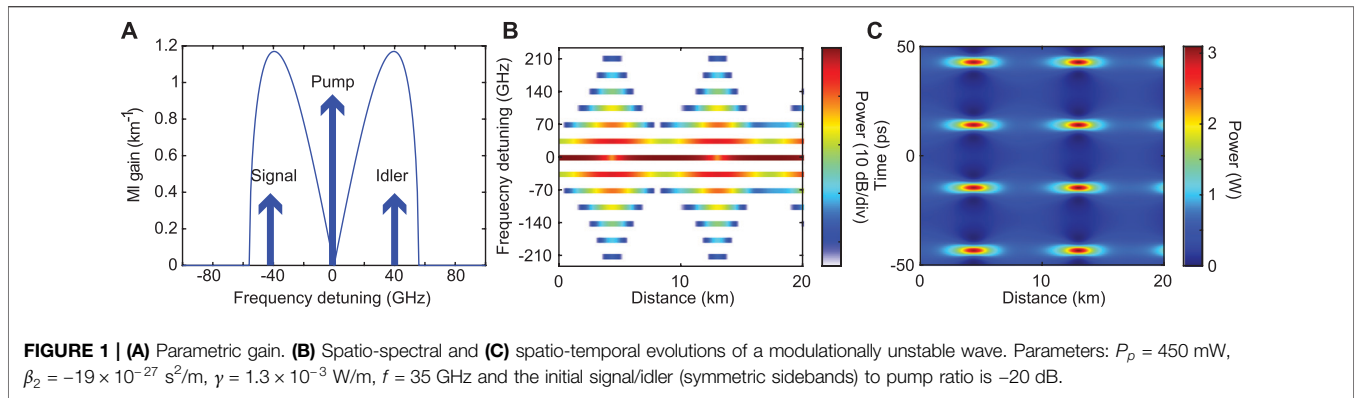 A
B
C
MI gain (km-1)
1.2
1
0.8
0.6
0.4
0.2
0
Pump
Signal
Idler
-80
-40
0
40
80
Frequency detuning (GHz)
Frequecny detuning (GHz)
210
140
70
0
-70
-140
-210
0
10
20
Distance (km)
Power (10 dB/div)
Time (ps)
50
0
-50
0
10
20
Distance (km)
3
2
1
0
Power (W)
FIGURE 1 | (A) Parametric gain. (B) Spatio-spectral and (C) spatio-temporal evolutions of a modulationally unstable wave. Parameters: Pp = 450 mW,
β2 = −19 × 10−27 s2/m, γ = 1.3 × 10−3 W/m, f = 35 GHz and the initial signal/idler (symmetric sidebands) to pump ratio is −20 dB.